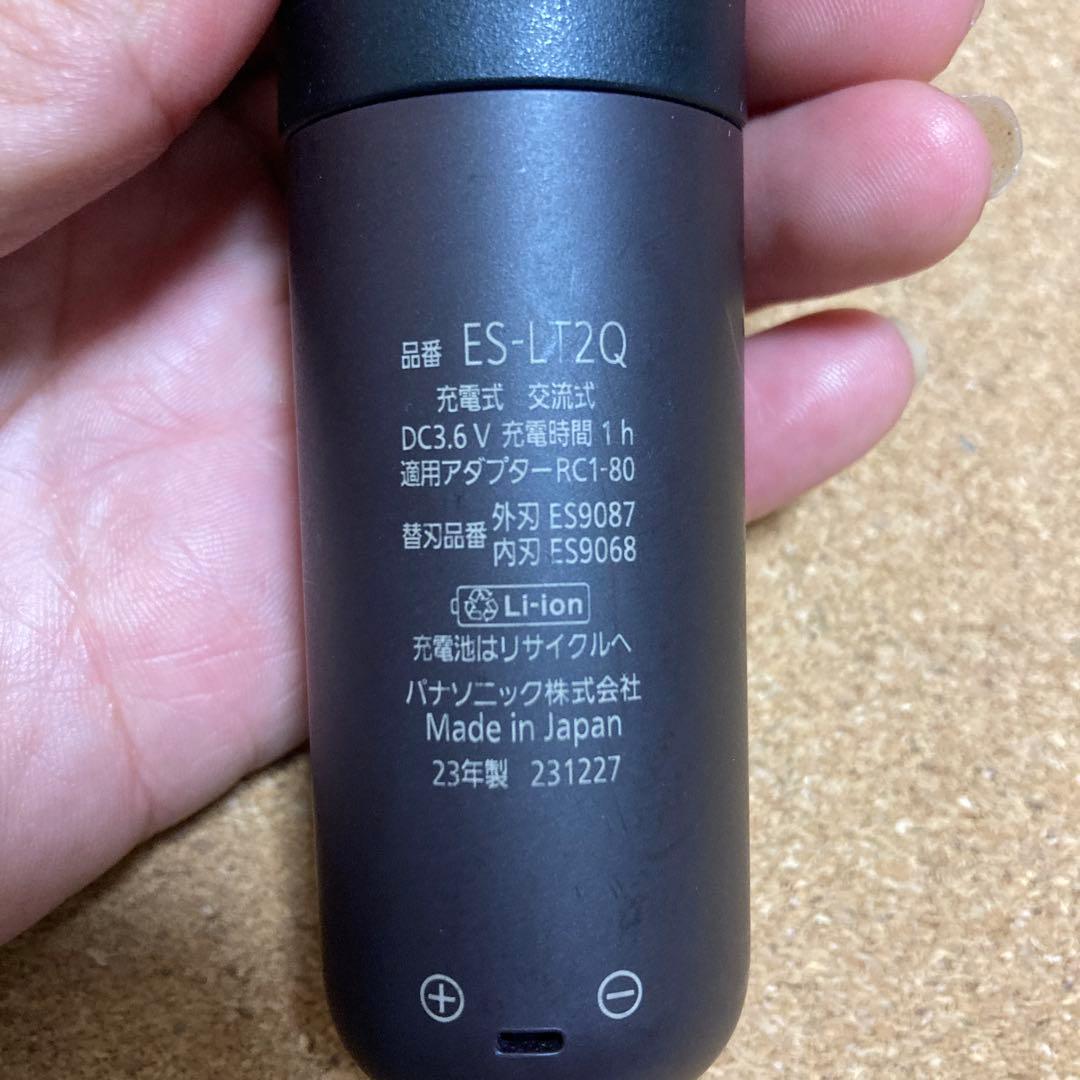 品番 ES-LT2Q
充電式 交流式
DC3.6 V 充電時間 1 h
適用アダプターRC1-80
替刃品番 外刃 ES9087
内刃 ES9068
Li-ion
充電池はリサイクルへ
パナソニック株式会社
Made in Japan
23年製 231227
+ −